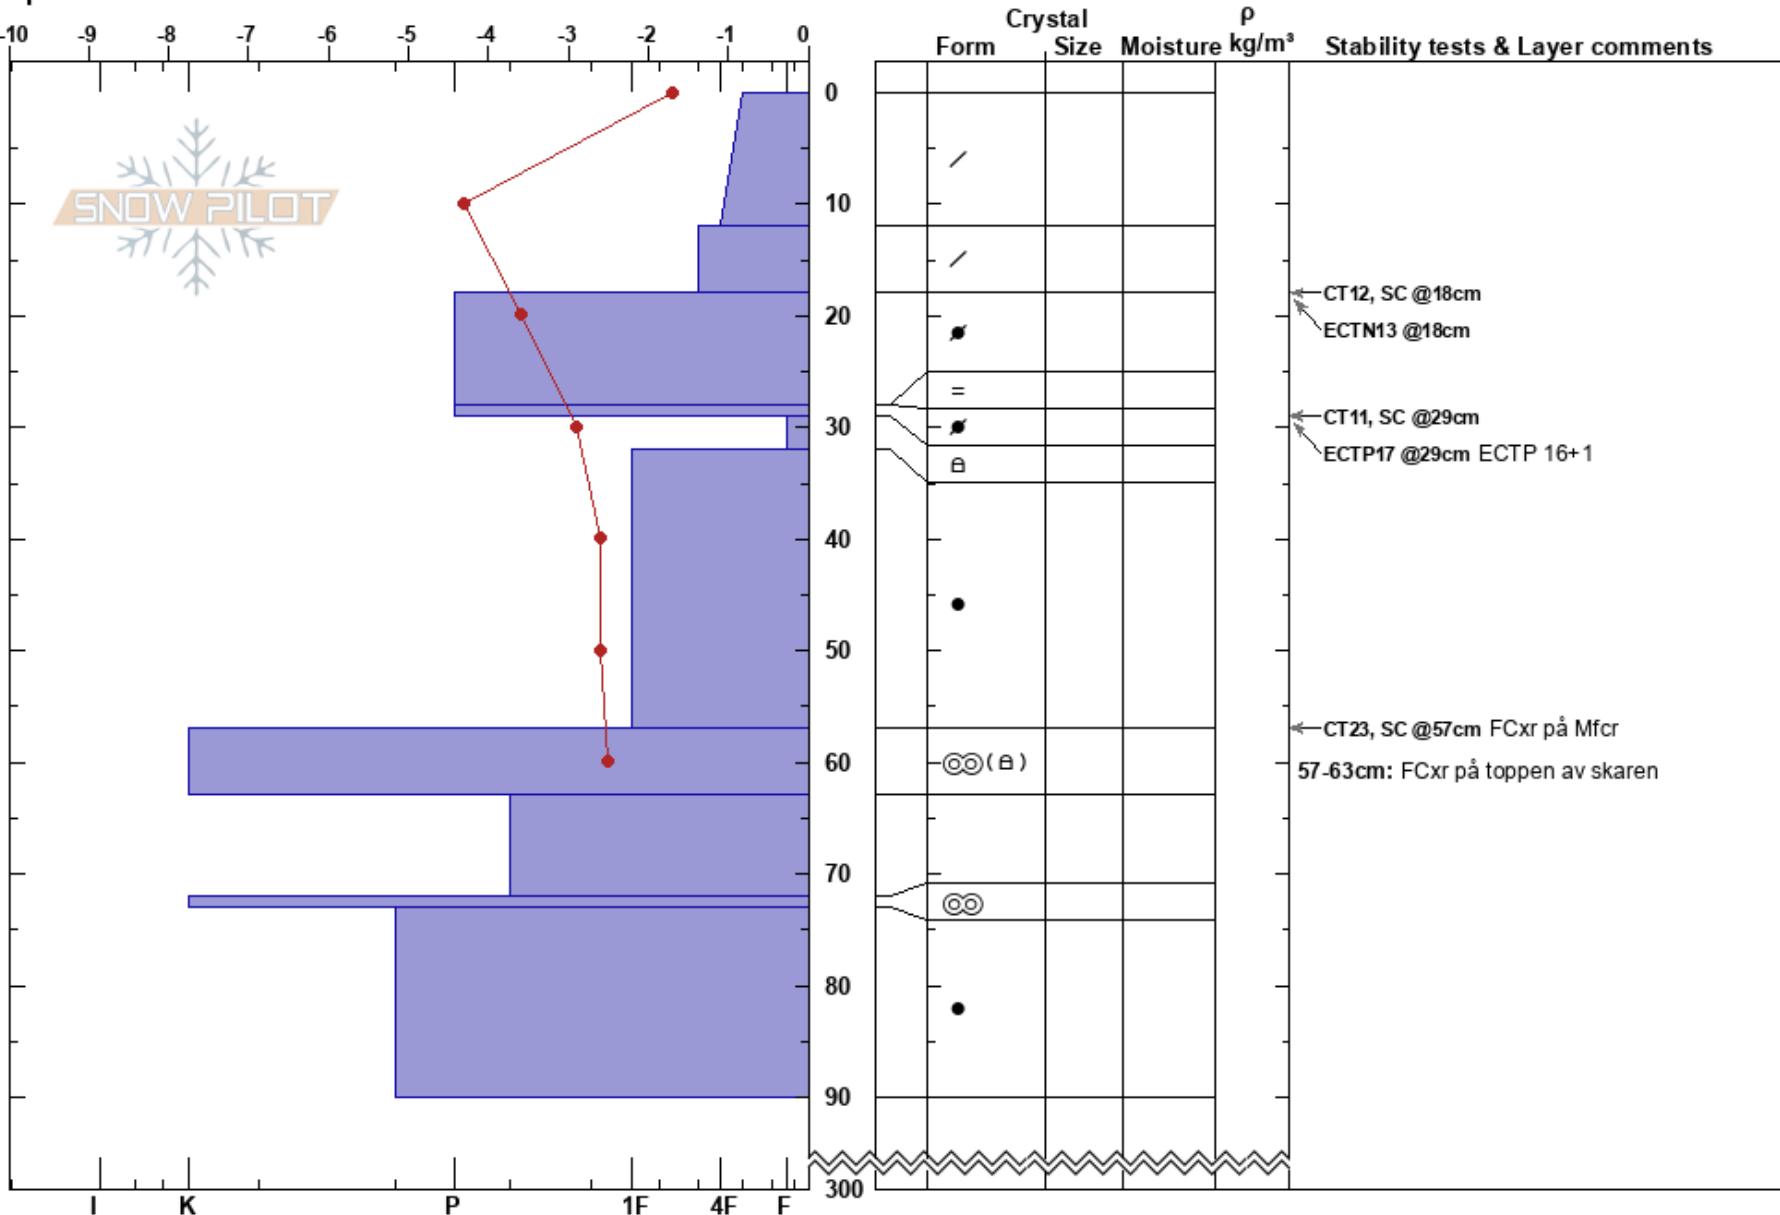 -10 -9 -8 -7 -6 -5 -4 -3 -2 -1 0
Crystal
ρ
Form Size Moisture kg/m³ Stability tests & Layer comments
0
SNOW PILOT
10
CT12, SC @18cm
20
ECTN13 @18cm
=
CT11, SC @29cm
30
ECTP17 @29cm ECTP 16+1
40
50
CT23, SC @57cm FCxr på Mfcr
60
( )
57-63cm: FCxr på toppen av skaren
70
80
90
300
I K P 1F 4F F